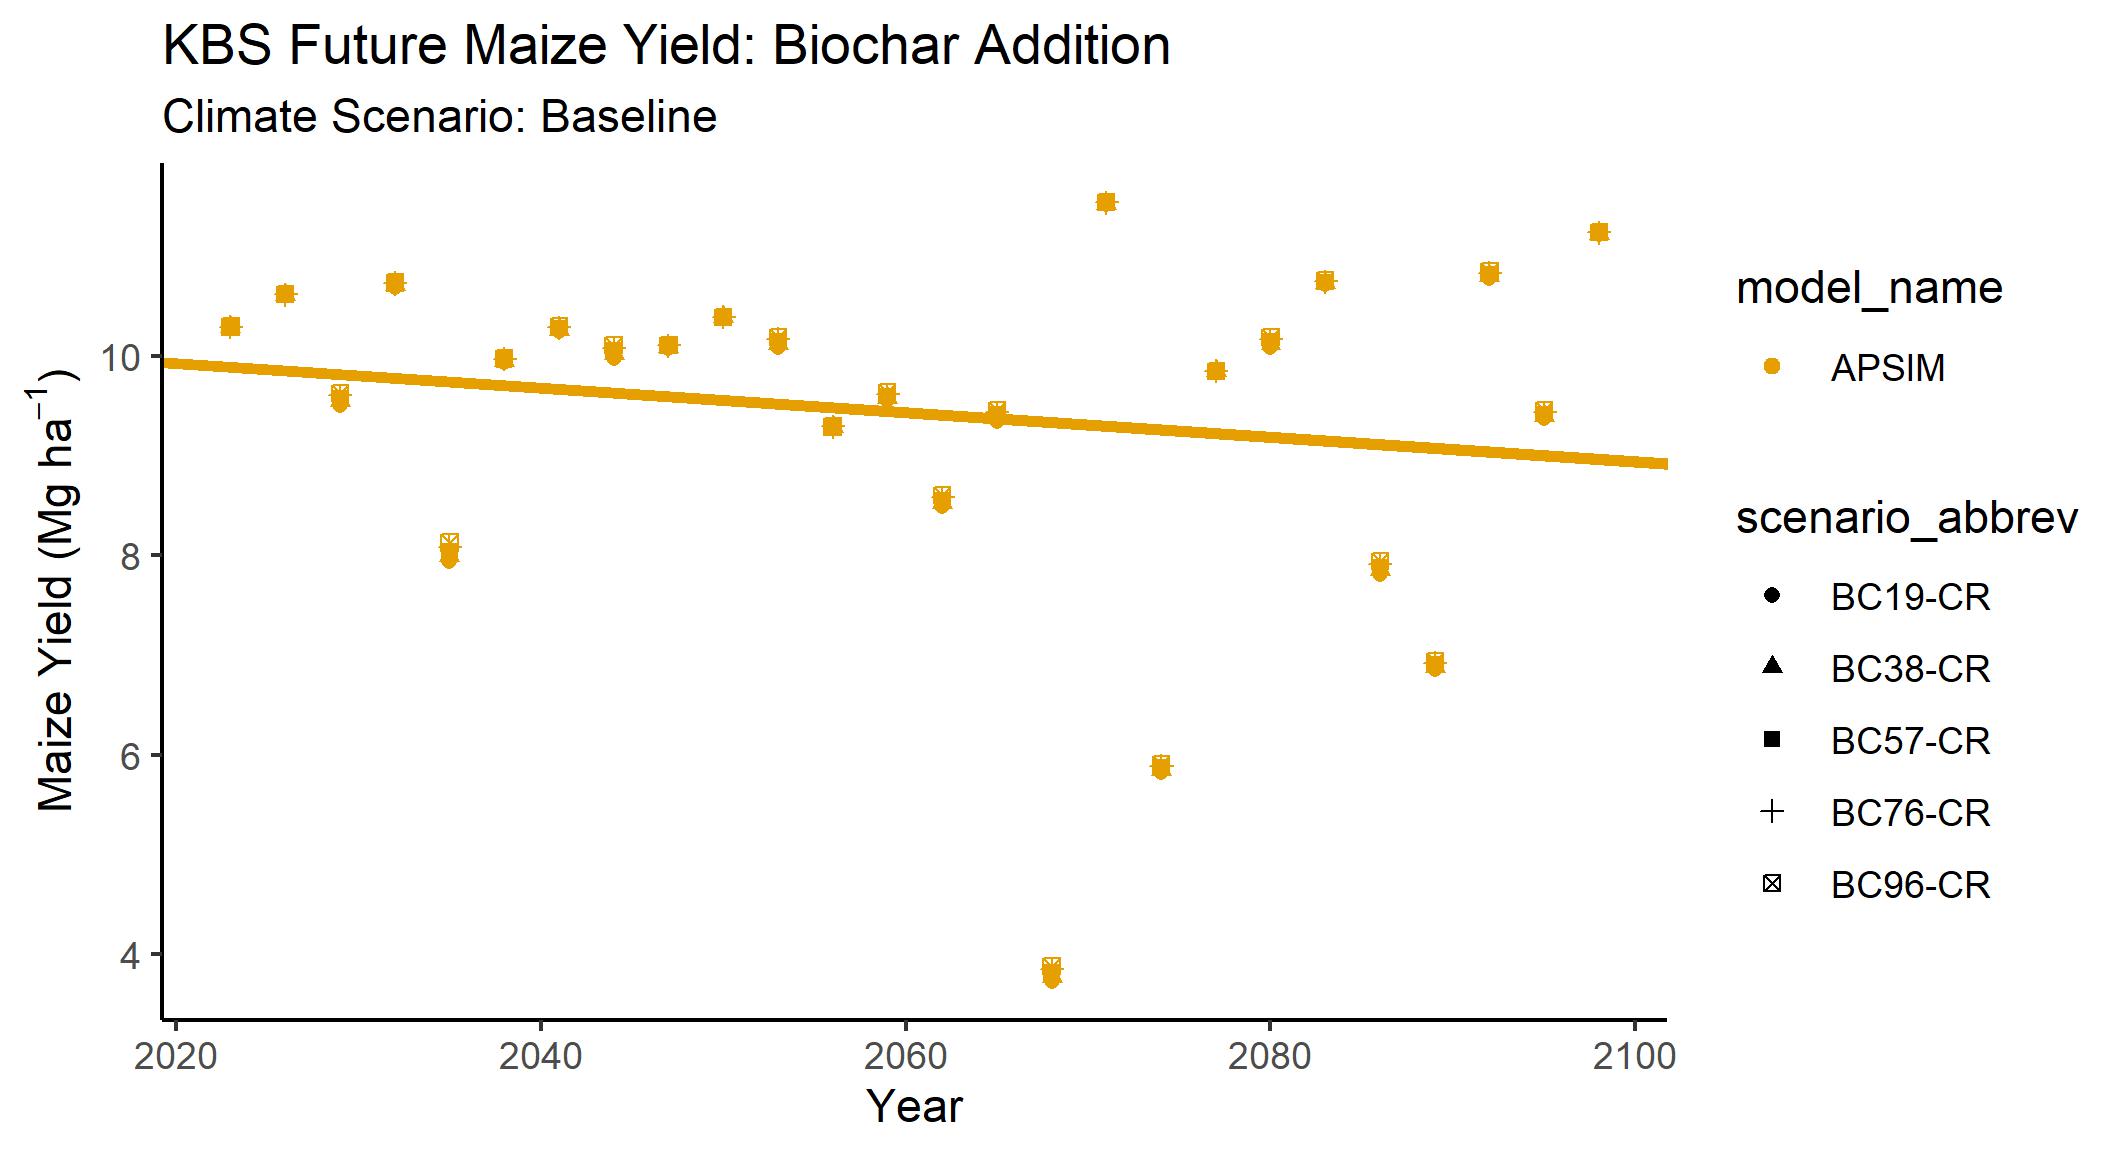 KBS Future Maize Yield: Biochar Addition
Climate Scenario: Baseline
Maize Yield (Mg ha⁻¹)
10
8
6
4
2020
2040
2060
2080
2100
Year
model_name
APSIM
scenario_abbrev
BC19-CR
BC38-CR
BC57-CR
BC76-CR
BC96-CR